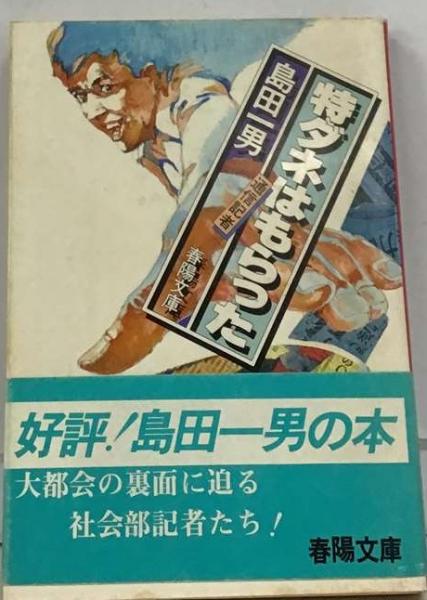 特ダネはもらった
通信記者
島田一男
春陽文庫
好評!島田一男の本
大都会の裏面に迫る
社会部記者たち!
春陽文庫